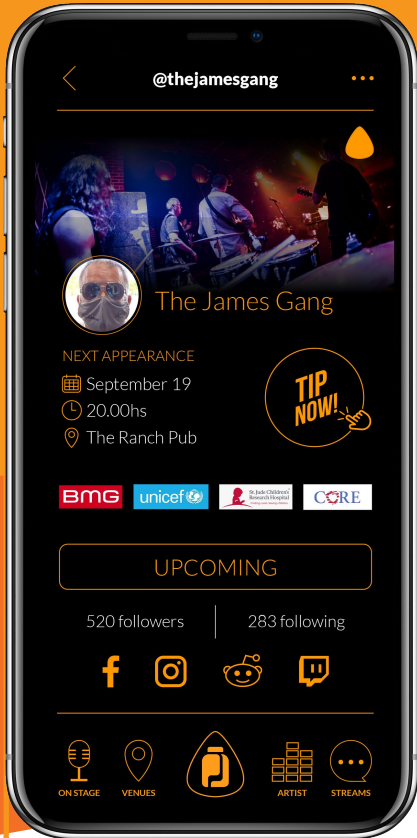 @thejamesgang
The James Gang
NEXT APPEARANCE
September 19
20.00hs
The Ranch Pub
TIP
NOW!
BMG
unicef
St. Jude Children's
Research Hospital
CORE
UPCOMING
520 followers
283 following
ON STAGE
VENUES
ARTIST
STREAMS